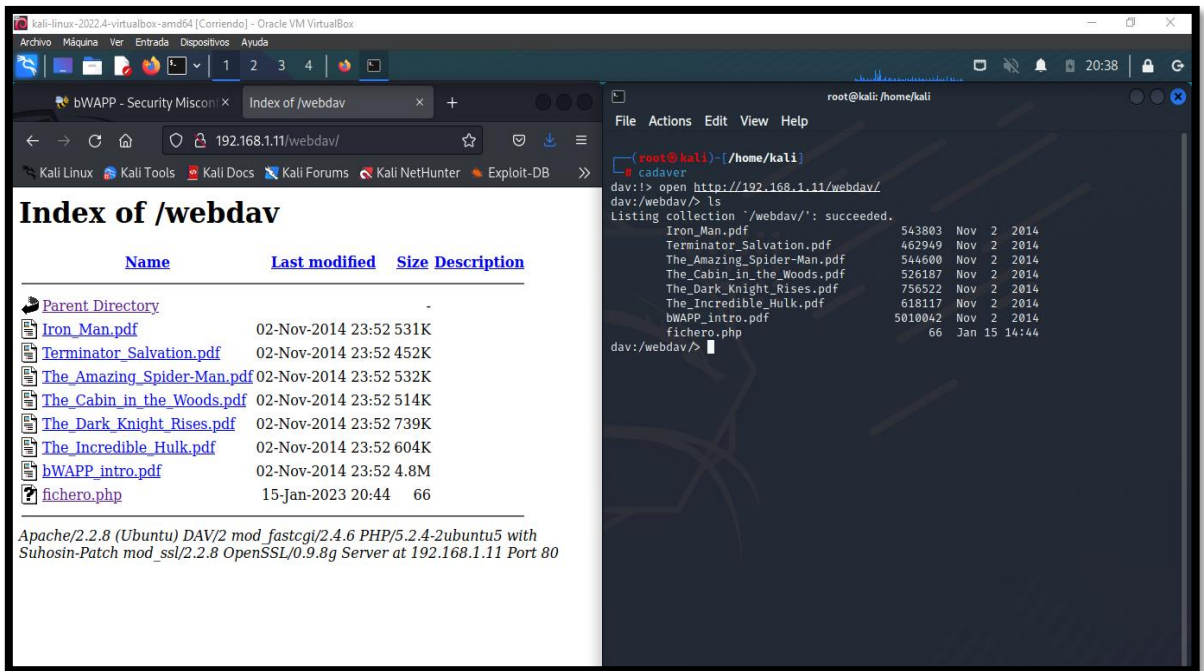 kali-linux-2022.4-virtualbox-amd64 [Corriendo] - Oracle VM VirtualBox
Archivo Máquina Ver Entrada Dispositivos Ayuda
1 2 3 4 20:38
bWAPP - Security Misconf
Index of /webdav
192.168.1.11/webdav/
Kali Linux Kali Tools Kali Docs Kali Forums Kali NetHunter Exploit-DB
Index of /webdav
Name Last modified Size Description
Parent Directory -
Iron_Man.pdf 02-Nov-2014 23:52 531K
Terminator_Salvation.pdf 02-Nov-2014 23:52 452K
The_Amazing_Spider-Man.pdf 02-Nov-2014 23:52 532K
The_Cabin_in_the_Woods.pdf 02-Nov-2014 23:52 514K
The_Dark_Knight_Rises.pdf 02-Nov-2014 23:52 739K
The_Incredible_Hulk.pdf 02-Nov-2014 23:52 604K
bWAPP_intro.pdf 02-Nov-2014 23:52 4.8M
fichero.php 15-Jan-2023 20:44 66
Apache/2.2.8 (Ubuntu) DAV/2 mod_fastcgi/2.4.6 PHP/5.2.4-2ubuntu5 with
Suhosin-Patch mod_ssl/2.2.8 OpenSSL/0.9.8g Server at 192.168.1.11 Port 80
root@kali: /home/kali
File Actions Edit View Help
(root㉿kali)-[/home/kali]
# cadaver
dav:!> open http://192.168.1.11/webdav/
dav:/webdav/> ls
Listing collection `/webdav/': succeeded.
Iron_Man.pdf 543803 Nov 2 2014
Terminator_Salvation.pdf 462949 Nov 2 2014
The_Amazing_Spider-Man.pdf 544600 Nov 2 2014
The_Cabin_in_the_Woods.pdf 526187 Nov 2 2014
The_Dark_Knight_Rises.pdf 756522 Nov 2 2014
The_Incredible_Hulk.pdf 618117 Nov 2 2014
bWAPP_intro.pdf 5010042 Nov 2 2014
fichero.php 66 Jan 15 14:44
dav:/webdav/>